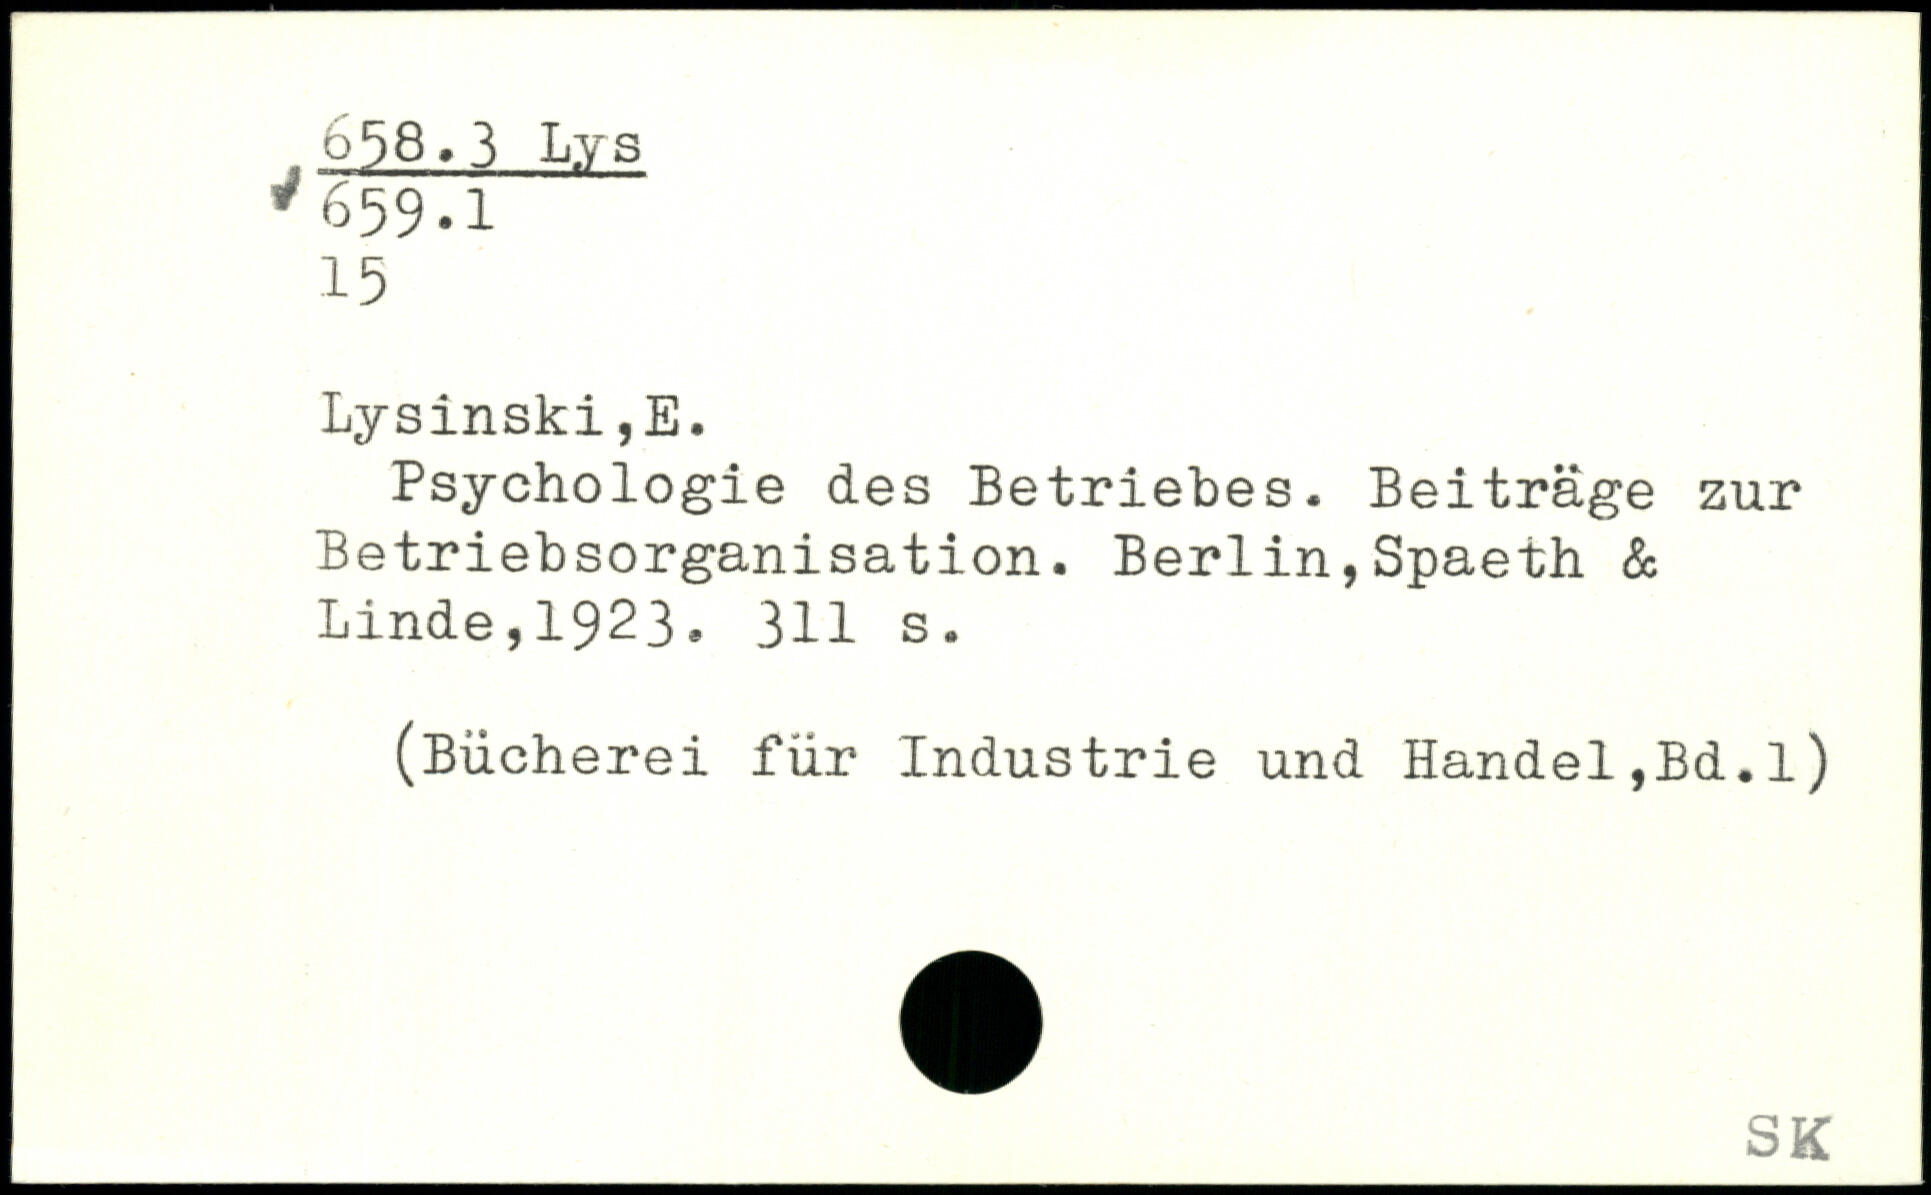 658.3 Lys
659.1
15
Lysinski,E.
Psychologie des Betriebes. Beiträge zur
Betriebsorganisation. Berlin,Spaeth &
Linde,1923. 311 s.
(Bücherei für Industrie und Handel,Bd.1)
SK